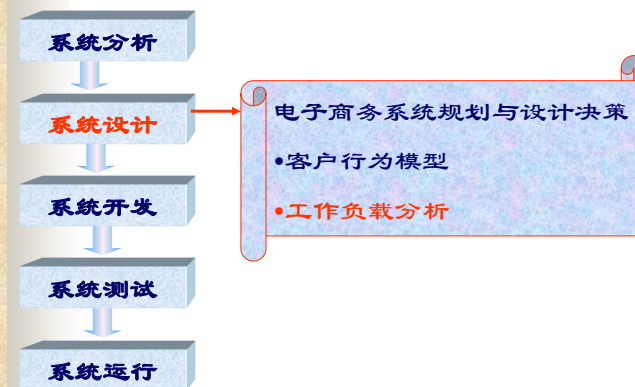 系统分析
系统设计
系统开发
系统测试
系统运行
电子商务系统规划与设计决策
•客户行为模型
•工作负载分析